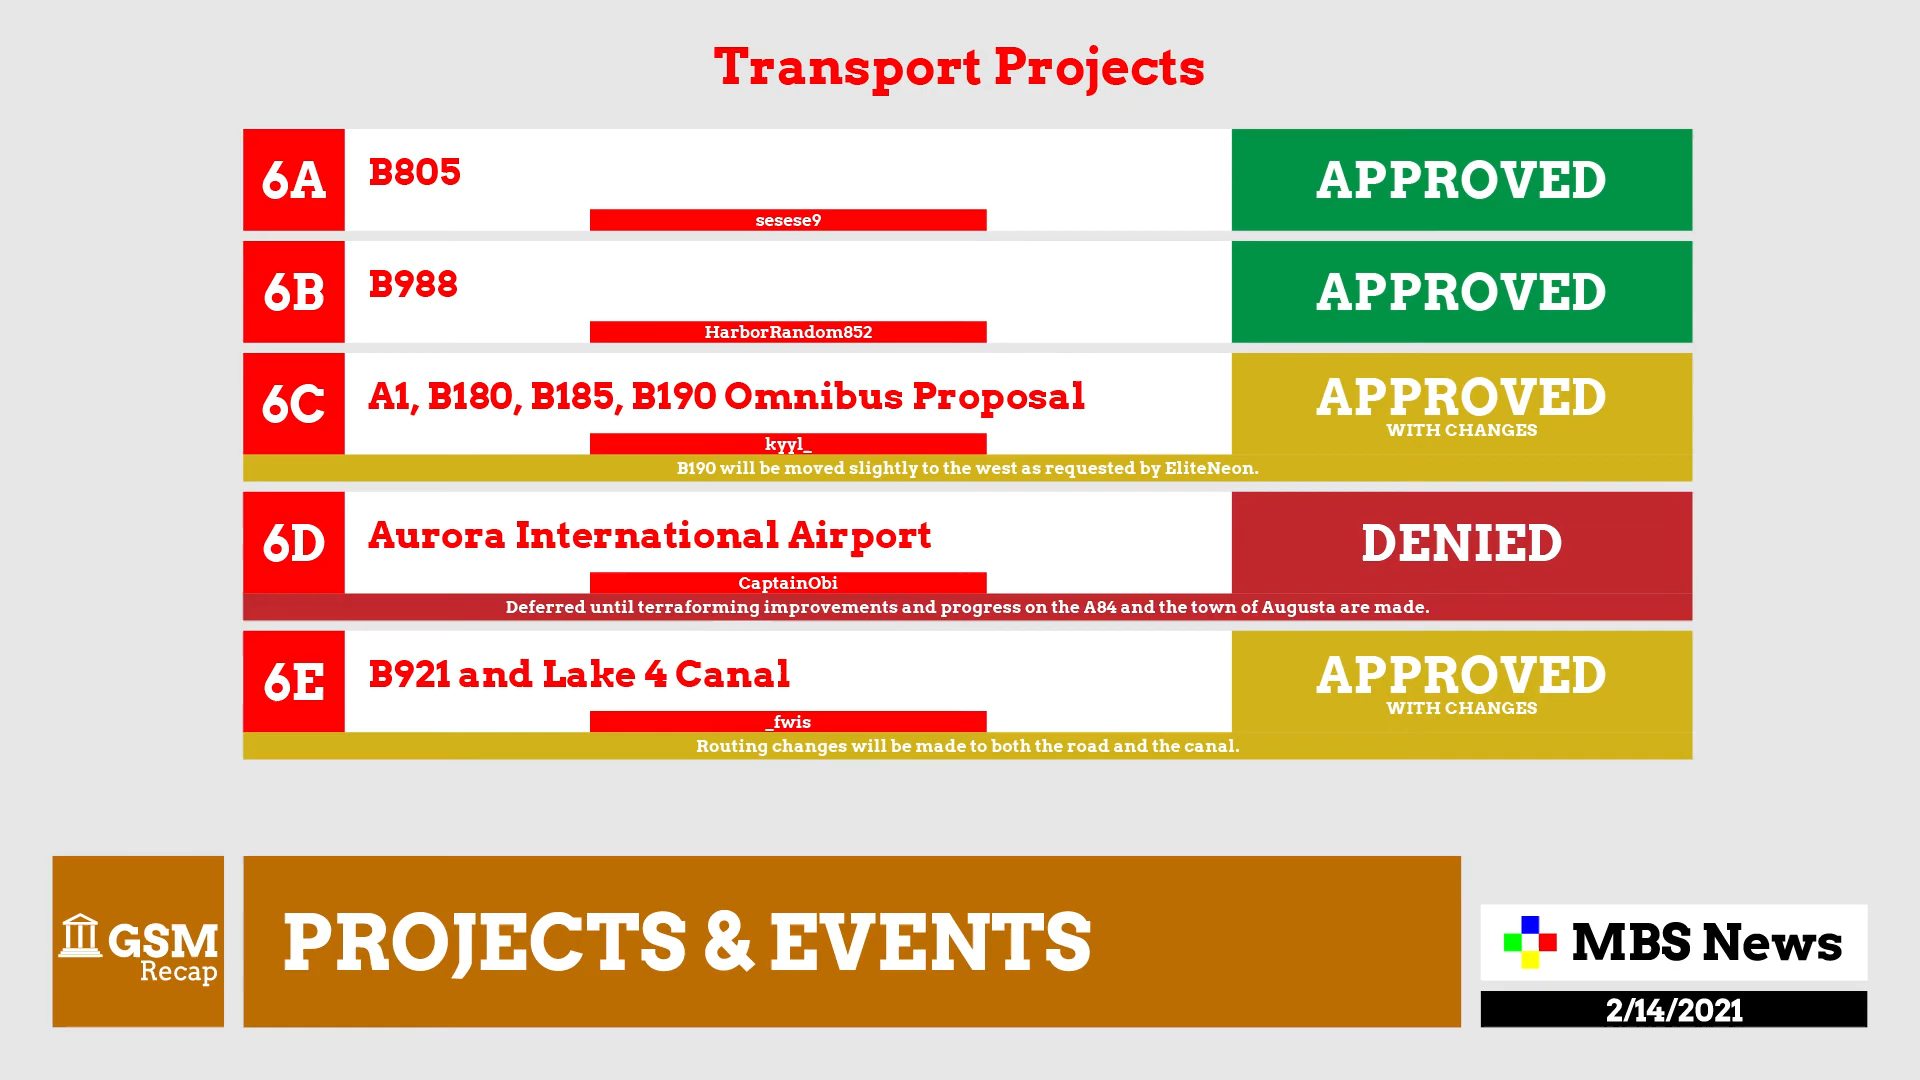 Transport Projects
6A
B805
sesese9
APPROVED
6B
B988
HarborRandom852
APPROVED
6C
A1, B180, B185, B190 Omnibus Proposal
kyyl_
APPROVED
WITH CHANGES
B190 will be moved slightly to the west as requested by EliteNeon.
6D
Aurora International Airport
CaptainObi
DENIED
Deferred until terraforming improvements and progress on the A84 and the town of Augusta are made.
6E
B921 and Lake 4 Canal
_fwis
APPROVED
WITH CHANGES
Routing changes will be made to both the road and the canal.
GSM
Recap
PROJECTS & EVENTS
MBS News
2/14/2021